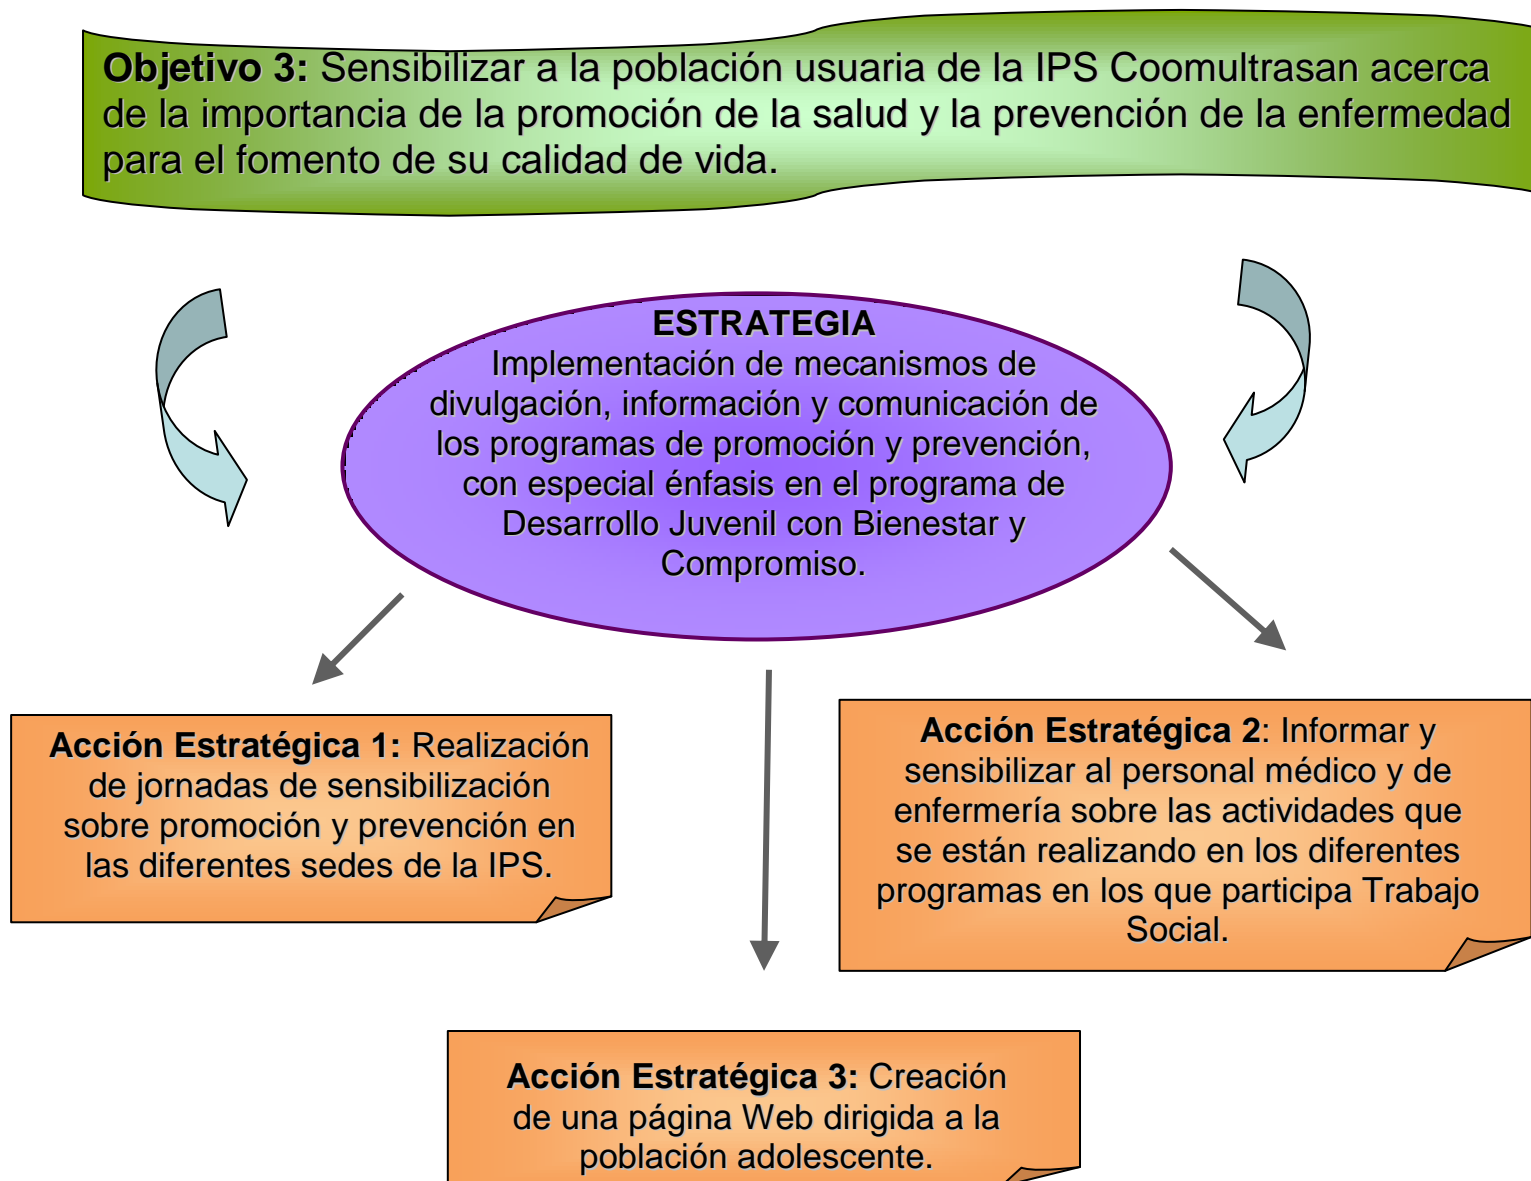 Objetivo 3: Sensibilizar a la población usuaria de la IPS Coomultrasan acerca
de la importancia de la promoción de la salud y la prevención de la enfermedad
para el fomento de su calidad de vida.
ESTRATEGIA
Implementación de mecanismos de
divulgación, información y comunicación de
los programas de promoción y prevención,
con especial énfasis en el programa de
Desarrollo Juvenil con Bienestar y
Compromiso.
Acción Estratégica 1: Realización
de jornadas de sensibilización
sobre promoción y prevención en
las diferentes sedes de la IPS.
Acción Estratégica 2: Informar y
sensibilizar al personal médico y de
enfermería sobre las actividades que
se están realizando en los diferentes
programas en los que participa Trabajo
Social.
Acción Estratégica 3: Creación
de una página Web dirigida a la
población adolescente.